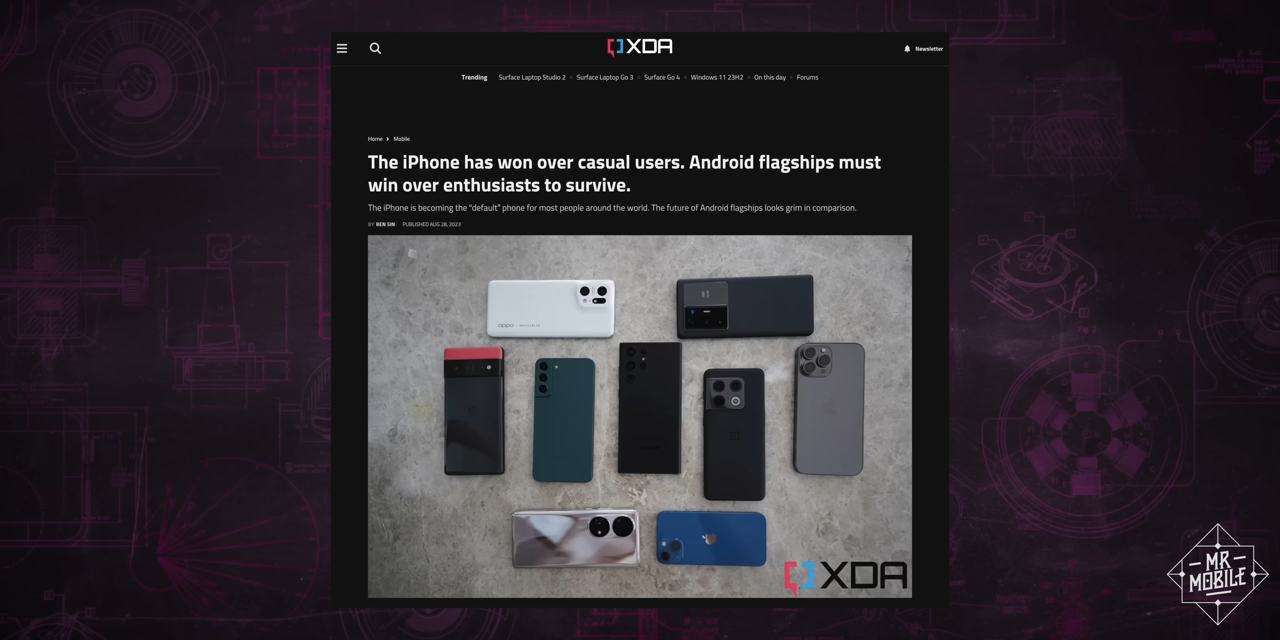 XDA
Newsletter
Trending Surface Laptop Studio 2 Surface Laptop Go 3 Surface Go 4 Windows 11 23H2 On this day Forums
Home > Mobile
The iPhone has won over casual users. Android flagships must
win over enthusiasts to survive.
The iPhone is becoming the “default” phone for most people around the world. The future of Android flagships looks grim in comparison.
BY BEN SIN PUBLISHED AUG 28, 2023
oppo
XDA
MR
MOBILE